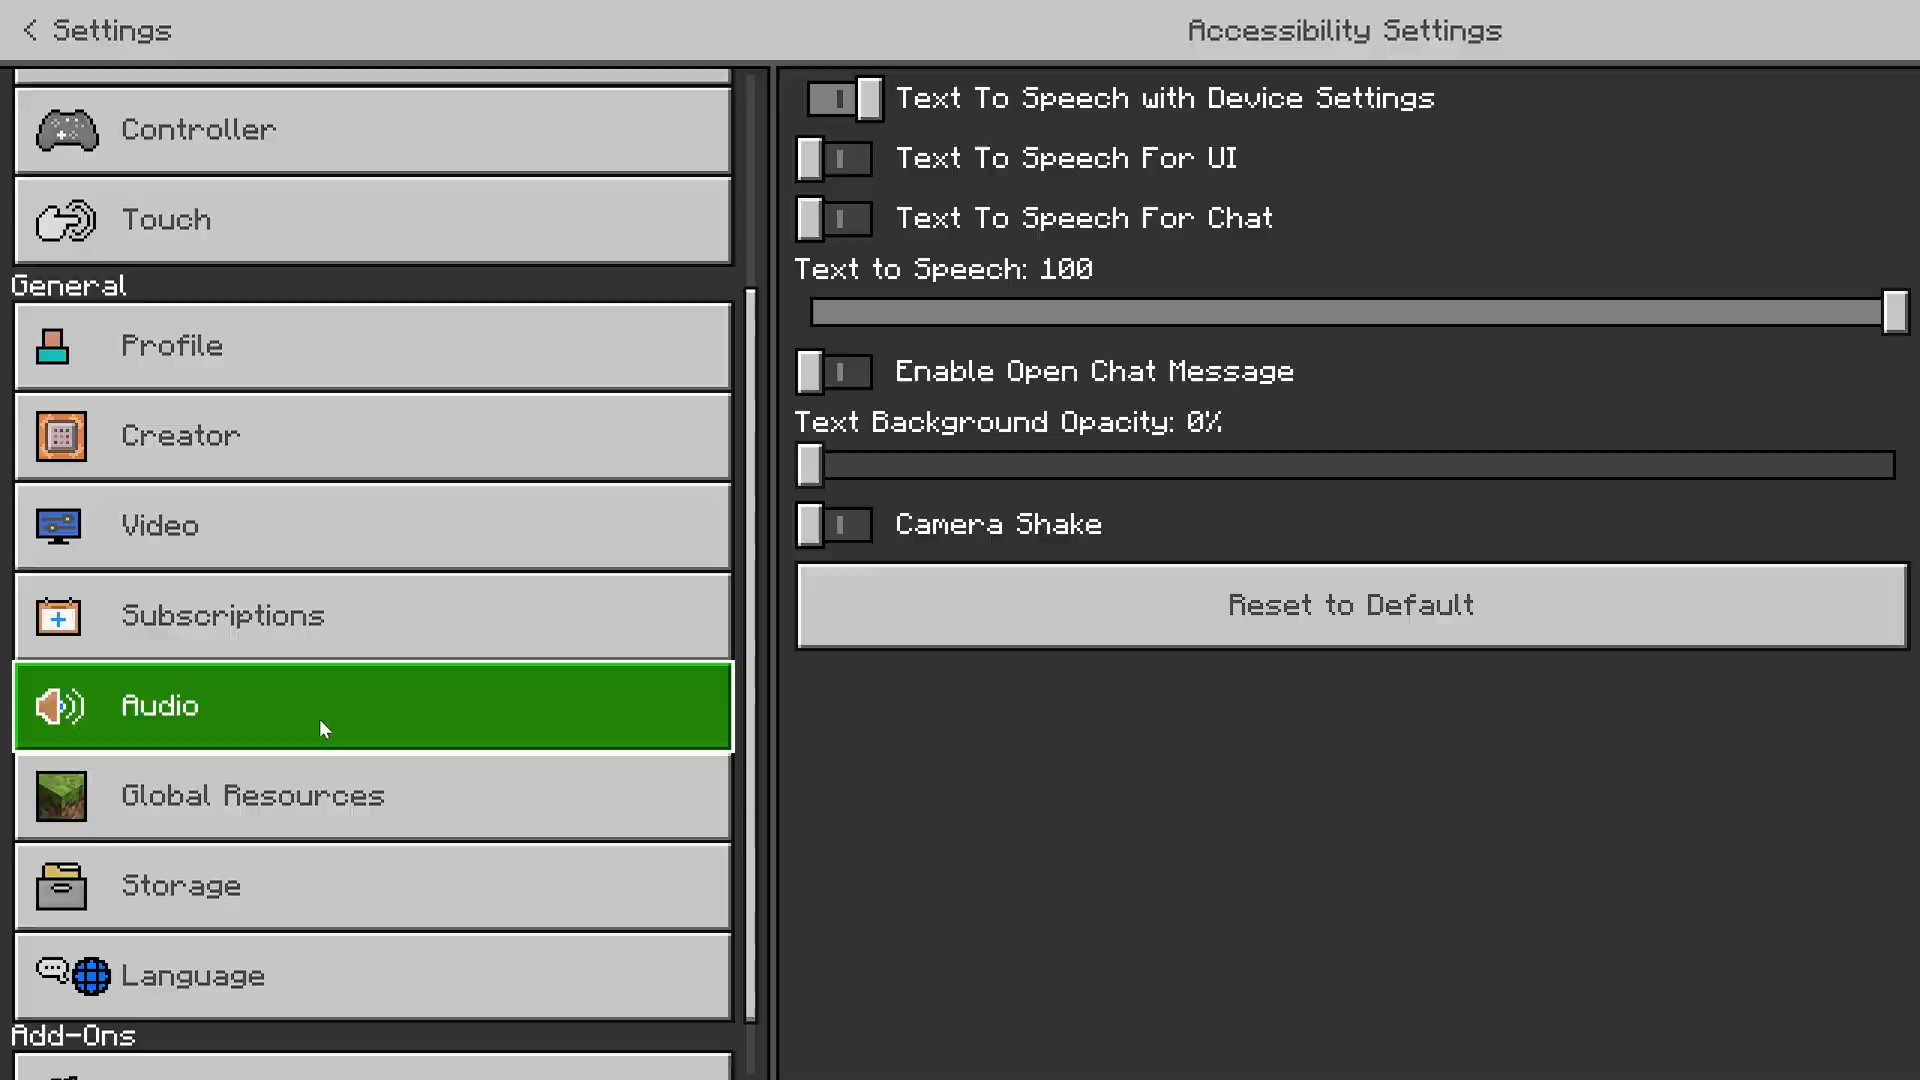 < Settings
Accessibility Settings
Controller
Touch
General
Profile
Creator
Video
Subscriptions
Audio
Global Resources
Storage
Language
Add-Ons
Text To Speech with Device Settings
Text To Speech For UI
Text To Speech For Chat
Text to Speech: 100
Enable Open Chat Message
Text Background Opacity: 0%
Camera Shake
Reset to Default